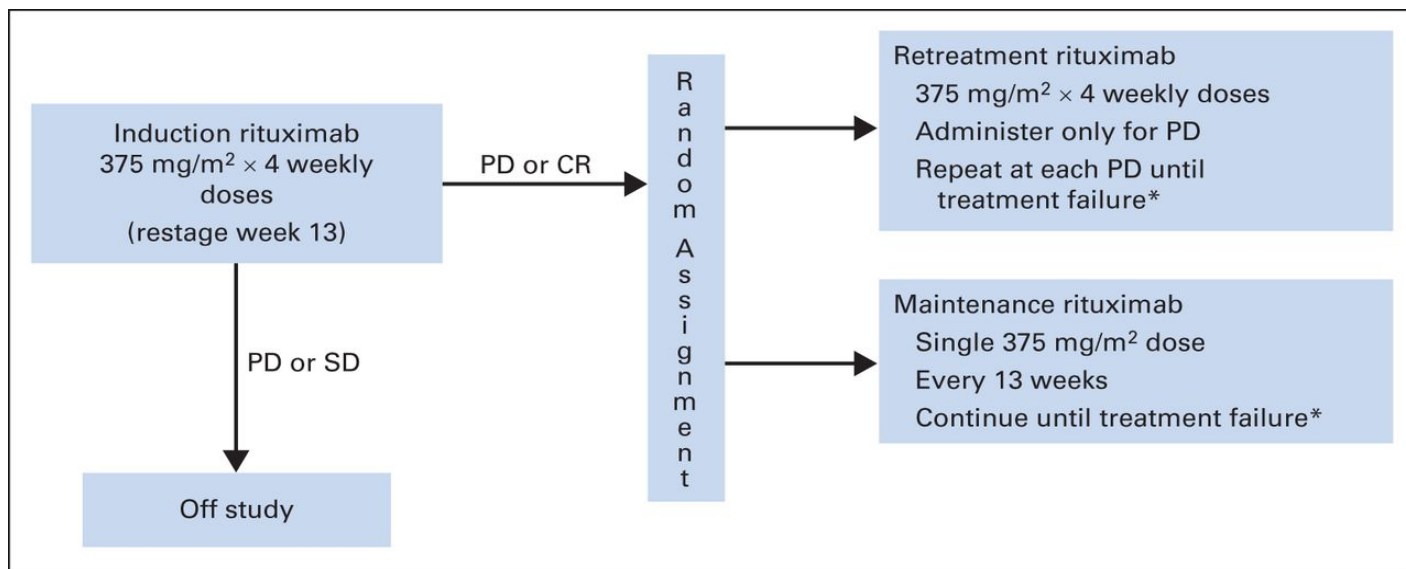 Induction rituximab
375 mg/m² × 4 weekly
doses
(restage week 13)
PD or CR
PD or SD
Off study
Random Assignment
Retreatment rituximab
375 mg/m² × 4 weekly doses
Administer only for PD
Repeat at each PD until
treatment failure*
Maintenance rituximab
Single 375 mg/m² dose
Every 13 weeks
Continue until treatment failure*